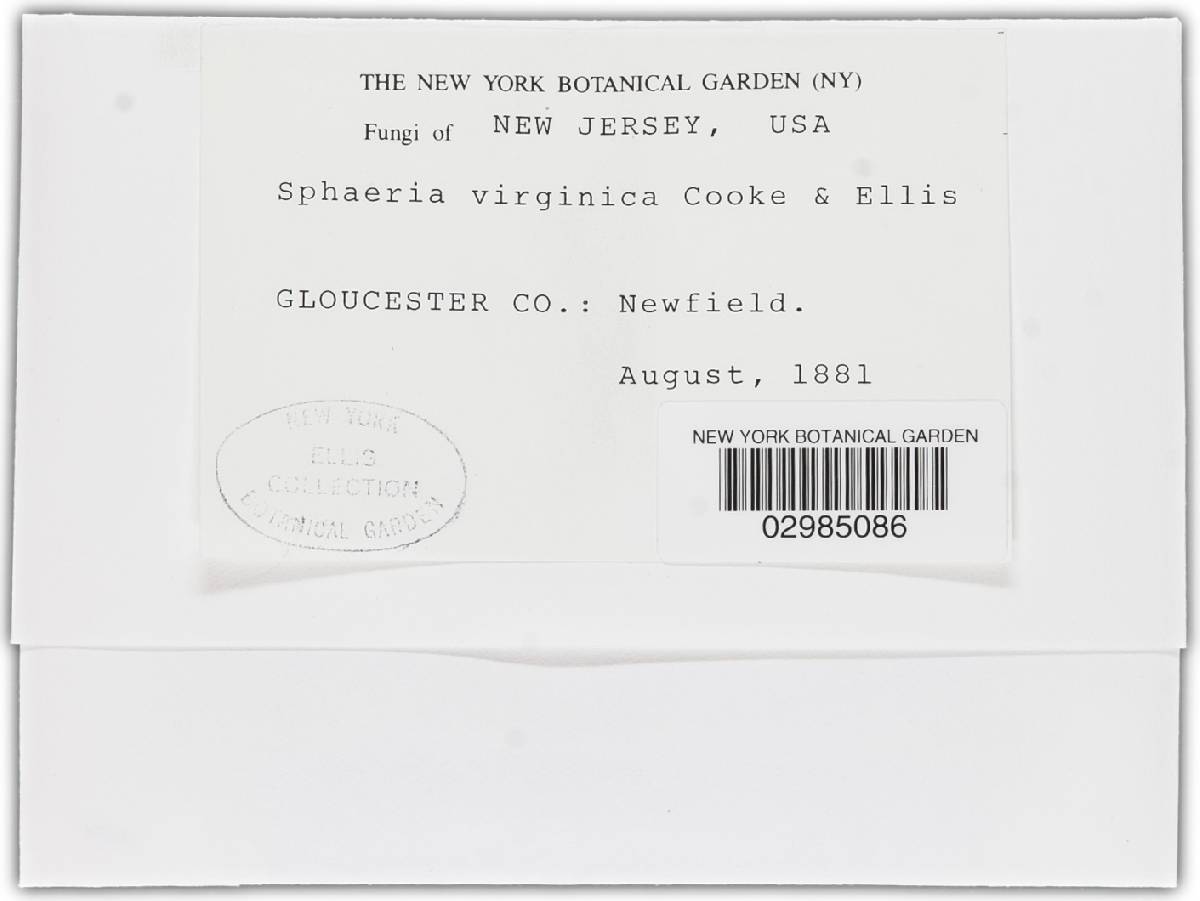 THE NEW YORK BOTANICAL GARDEN (NY)
Fungi of NEW JERSEY, USA
Sphaeria virginica Cooke & Ellis
GLOUCESTER CO.: Newfield.
August, 1881
NEW YORK
ELLIS
COLLECTION
BOTANICAL GARDEN
NEW YORK BOTANICAL GARDEN
02985086